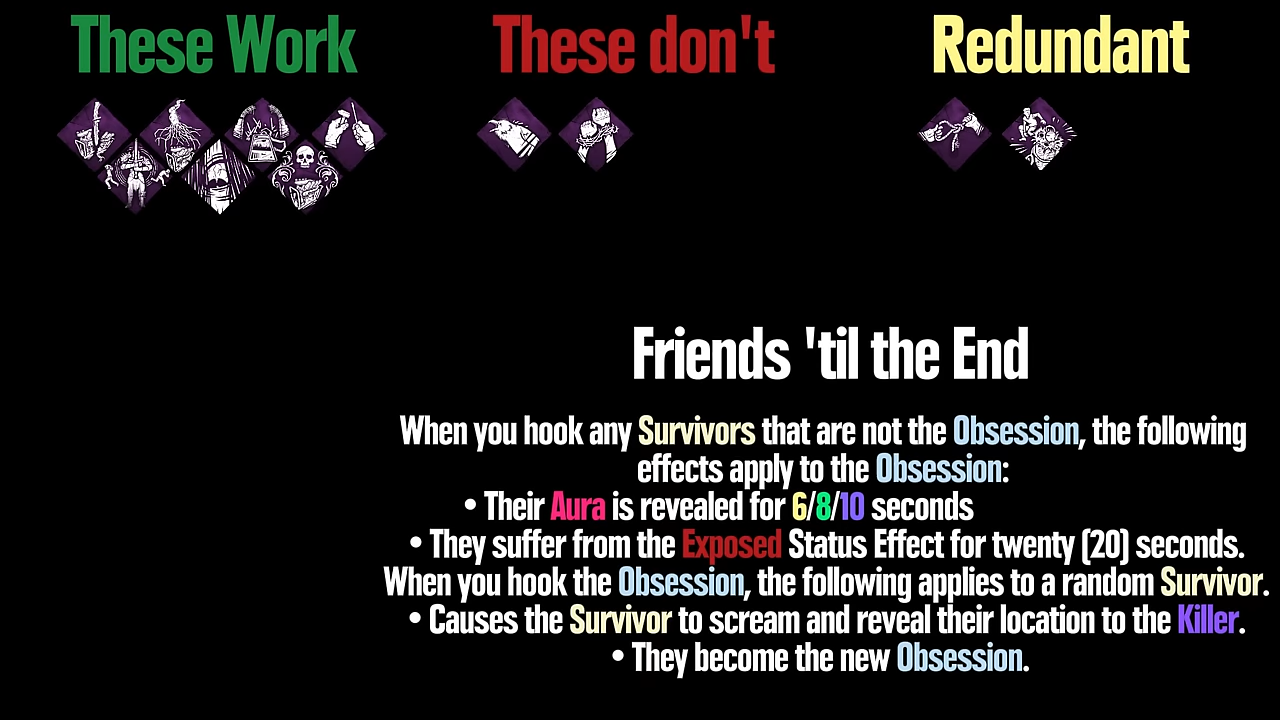 These Work
These don't
Redundant
Friends 'til the End
When you hook any Survivors that are not the Obsession, the following
effects apply to the Obsession:
• Their Aura is revealed for 6/8/10 seconds
• They suffer from the Exposed Status Effect for twenty (20) seconds.
When you hook the Obsession, the following applies to a random Survivor.
• Causes the Survivor to scream and reveal their location to the Killer.
• They become the new Obsession.